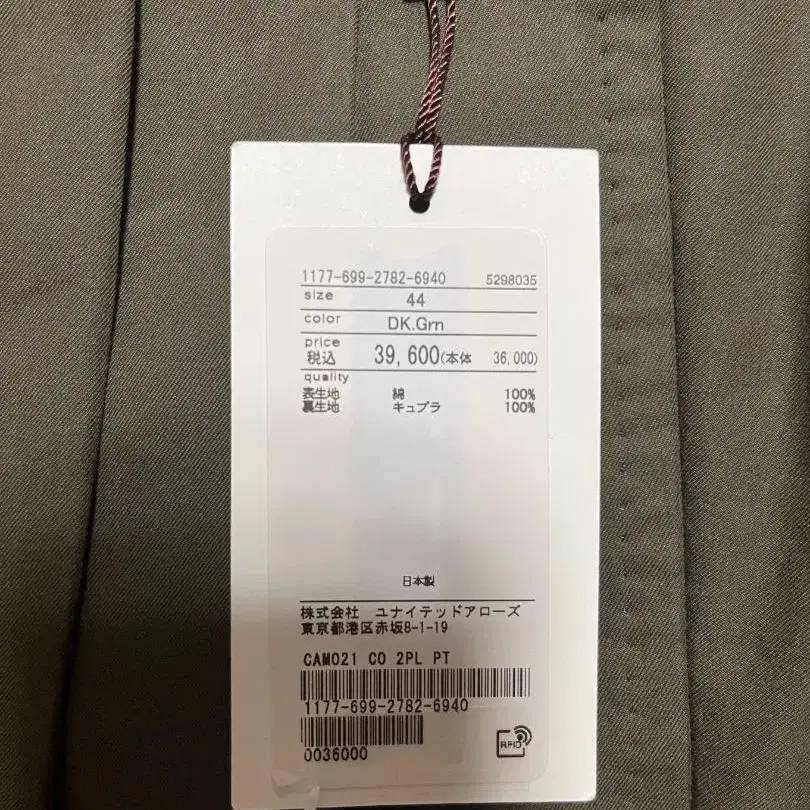 1177-699-2782-6940 5298035
size 44
color DK.Grn
price
税込 39,600(本体 36,000)
quality
表生地 綿 100%
裏生地 キュプラ 100%
日本製
株式会社 ユナイテッドアローズ
東京都港区赤坂8-1-19
CAM021 CO 2PL PT
1177-699-2782-6940
0036000
RFID